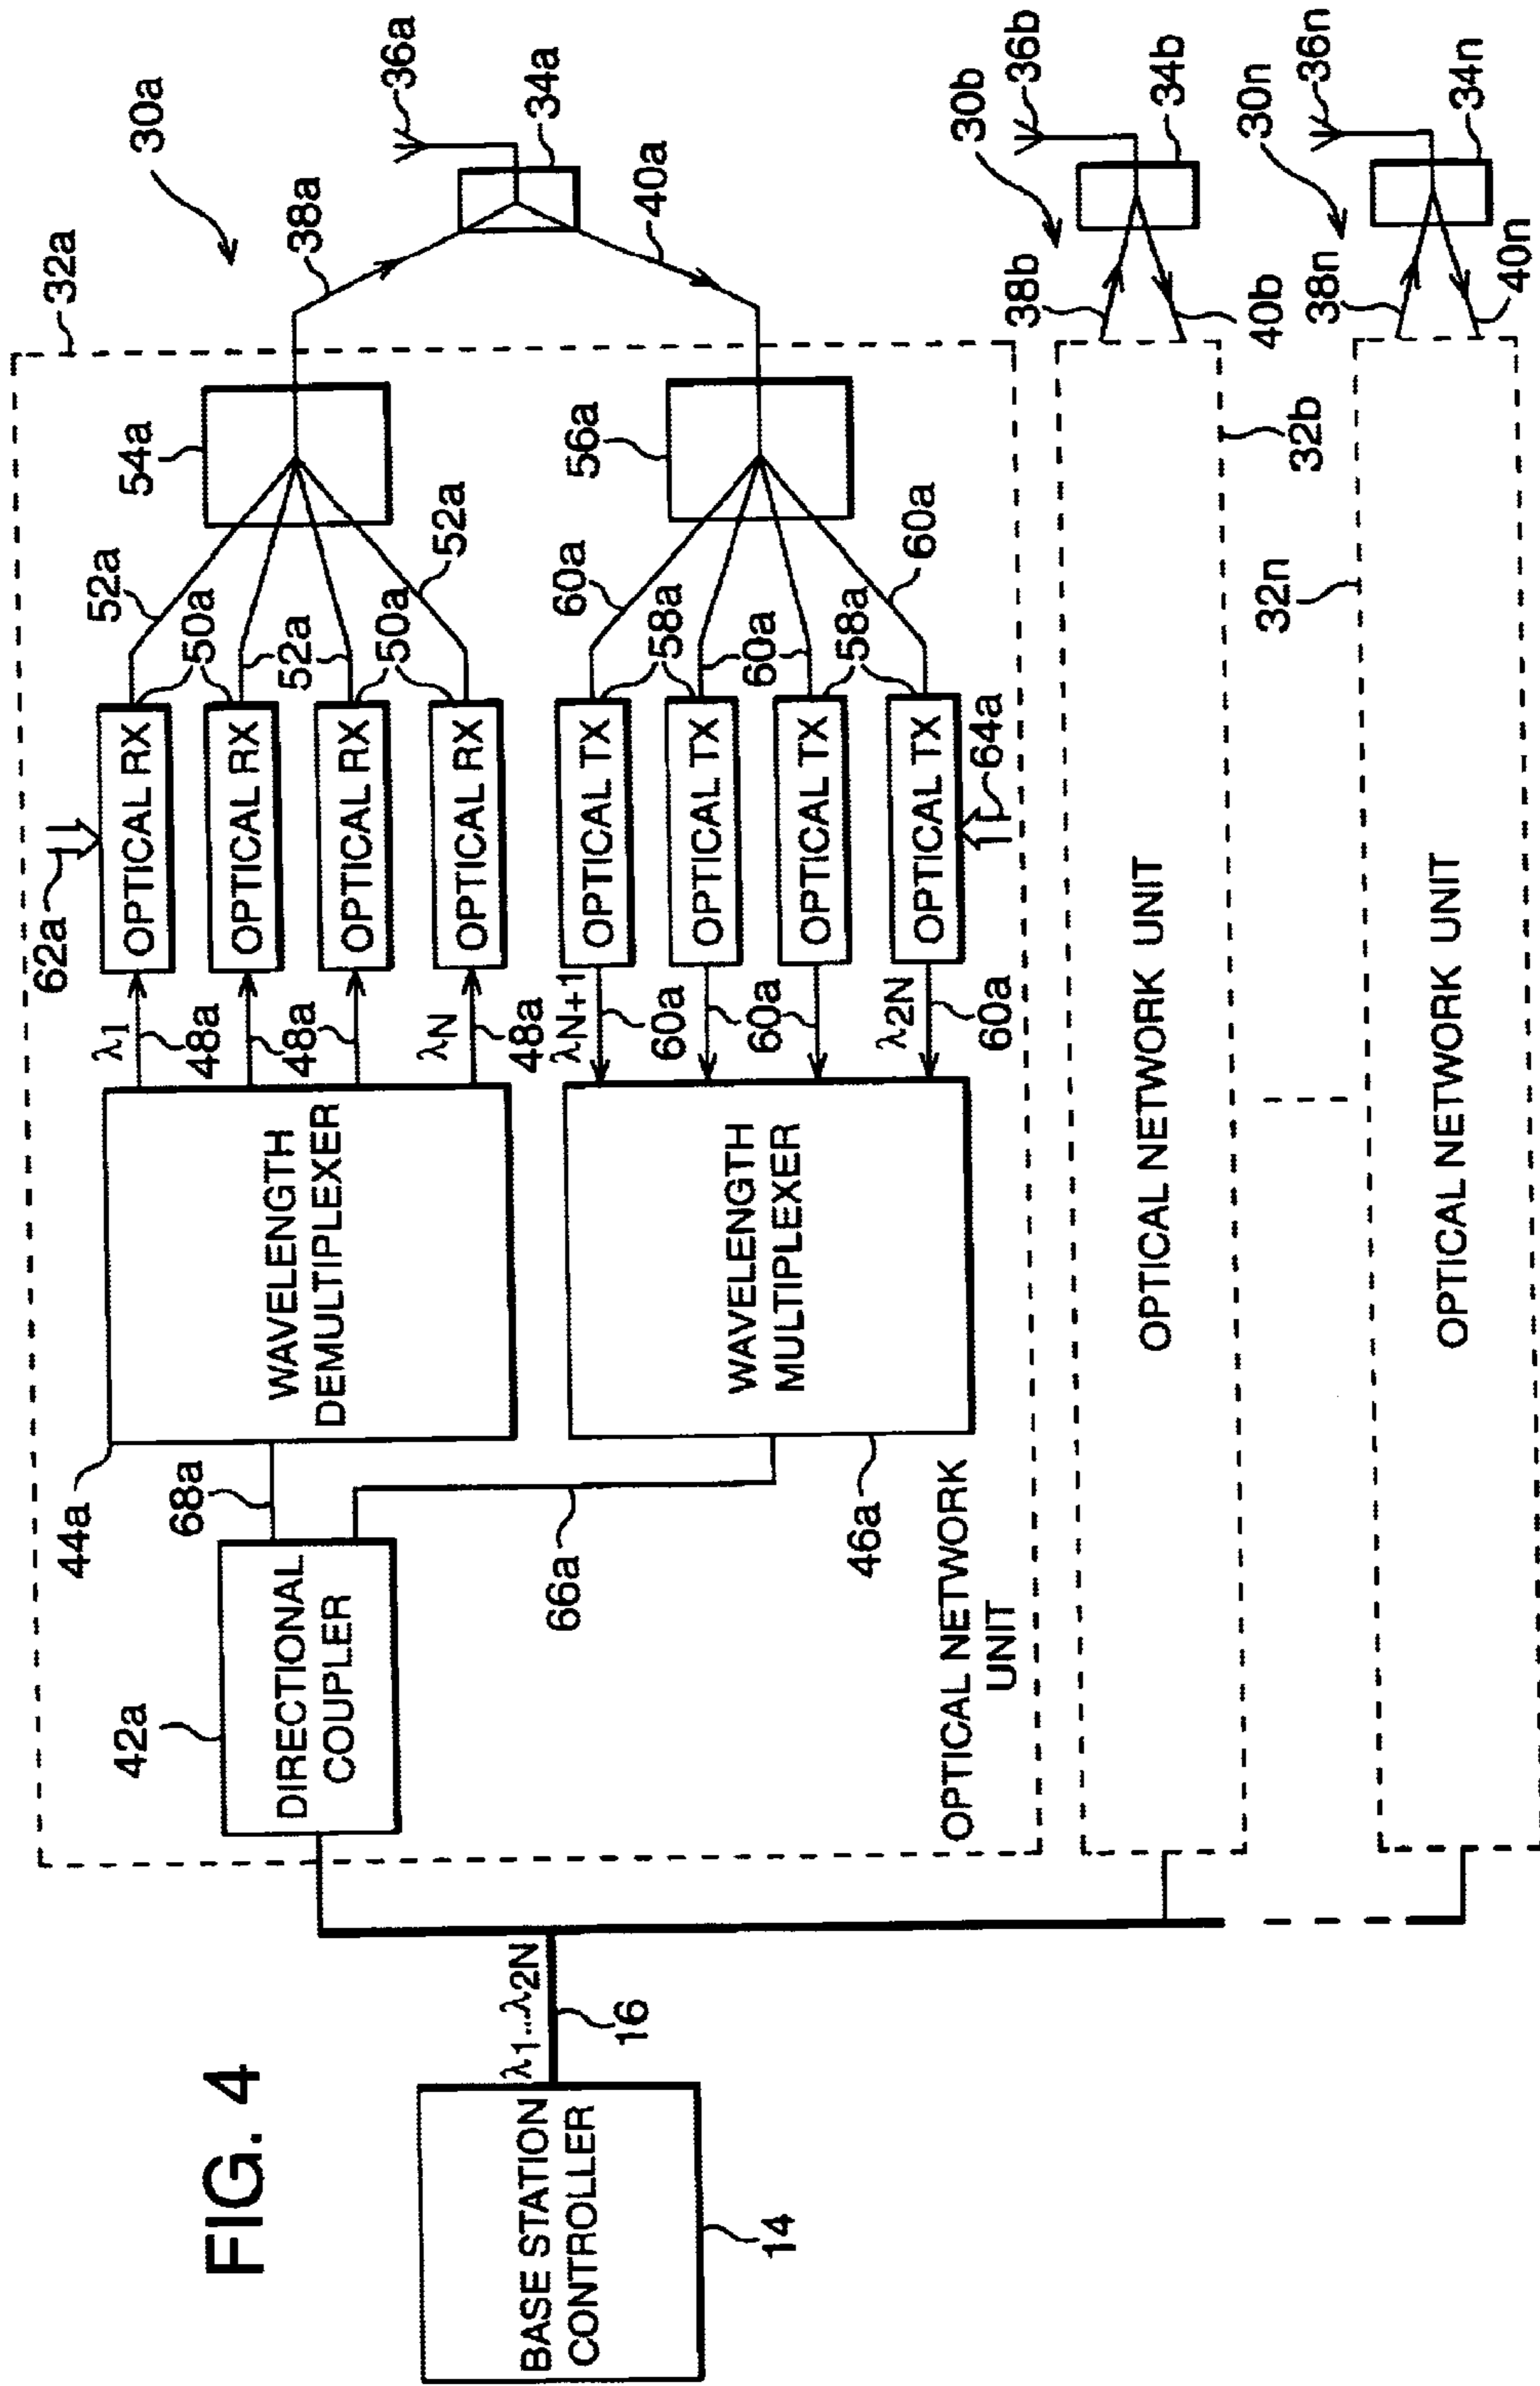 FIG. 4
BASE STATION
CONTROLLER
14
λ1...λ2N
16
42a
DIRECTIONAL
COUPLER
44a
68a
66a
WAVELENGTH
DEMULTIPLEXER
WAVELENGTH
MULTIPLEXER
46a
OPTICAL NETWORK
UNIT
62a
λ1
48a
48a
λN
48a
OPTICAL RX
OPTICAL RX
OPTICAL RX
OPTICAL RX
50a
50a
52a
52a
52a
54a
λN+1
60a
60a
λ2N
60a
OPTICAL TX
OPTICAL TX
OPTICAL TX
OPTICAL TX
58a
58a
60a
60a
60a
64a
56a
32a
38a
30a
36a
34a
40a
OPTICAL NETWORK UNIT
32b
38b
40b
30b
36b
34b
OPTICAL NETWORK UNIT
32n
38n
40n
30n
36n
34n